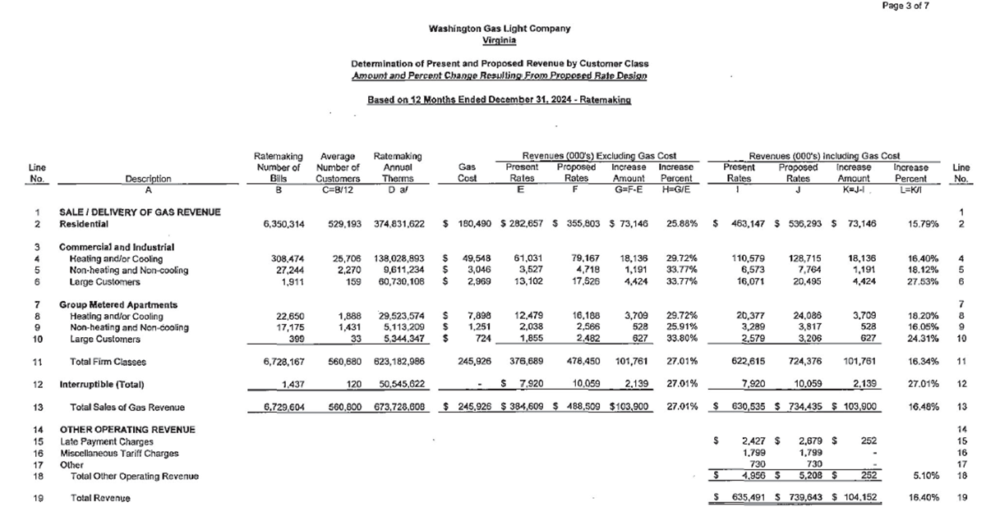 Page 3 of 7
Washington Gas Light Company
Virginia
Determination of Present and Proposed Revenue by Customer Class
Amount and Percent Change Resulting From Proposed Rate Design
Based on 12 Months Ended December 31, 2024 - Ratemaking
Ratemaking Average Ratemaking Revenues (000's) Excluding Gas Cost Revenues (000's) Including Gas Cost
Line Number of Number of Annual Gas Present Proposed Increase Increase Present Proposed Increase Increase Line
No. Description Bills Customers Therms Cost Rates Rates Amount Percent Rates Rates Amount Percent No.
A B C=B/12 D a/ E F G=F-E H=G/E I J K=J-I L=K/I
1 SALE / DELIVERY OF GAS REVENUE 1
2 Residential 6,350,314 529,193 374,831,622 $ 180,490 $ 282,657 $ 355,803 $ 73,146 25.88% $ 463,147 $ 536,293 $ 73,146 15.79% 2
3 Commercial and Industrial 3
4 Heating and/or Cooling 308,474 25,706 138,028,893 $ 49,548 61,031 79,167 18,136 29.72% 110,579 128,715 18,136 16.40% 4
5 Non-heating and Non-cooling 27,244 2,270 9,611,234 $ 3,046 3,527 4,718 1,191 33.77% 6,573 7,764 1,191 18.12% 5
6 Large Customers 1,911 159 60,730,106 $ 2,969 13,102 17,526 4,424 33.77% 16,071 20,495 4,424 27.53% 6
7 Group Metered Apartments 7
8 Heating and/or Cooling 22,650 1,888 29,523,574 $ 7,898 12,479 16,188 3,709 29.72% 20,377 24,086 3,709 18.20% 8
9 Non-heating and Non-cooling 17,175 1,431 5,113,209 $ 1,251 2,038 2,566 528 25.91% 3,289 3,817 528 16.05% 9
10 Large Customers 399 33 5,344,347 $ 724 1,855 2,482 627 33.80% 2,579 3,206 627 24.31% 10
11 Total Firm Classes 6,728,167 560,680 623,182,986 245,926 376,689 478,450 101,761 27.01% 622,615 724,376 101,761 16.34% 11
12 Interruptible (Total) 1,437 120 50,545,622 - $ 7,920 10,059 2,139 27.01% 7,920 10,059 2,139 27.01% 12
13 Total Sales of Gas Revenue 6,729,604 560,800 673,728,608 $ 245,926 $ 384,609 $ 488,509 $103,900 27.01% $ 630,535 $ 734,435 $ 103,900 16.48% 13
14 OTHER OPERATING REVENUE 14
15 Late Payment Charges $ 2,427 $ 2,679 $ 252 15
16 Miscellaneous Tariff Charges 1,799 1,799 - 16
17 Other 730 730 - 17
18 Total Other Operating Revenue $ 4,956 $ 5,208 $ 252 5.10% 18
19 Total Revenue $ 635,491 $ 739,643 $ 104,152 16.40% 19